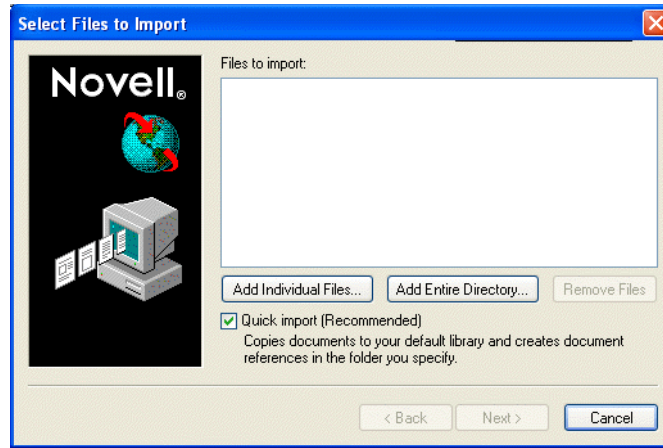 Select Files to Import
Novell®
Files to import:
Add Individual Files...
Add Entire Directory...
Remove Files
Quick import (Recommended)
Copies documents to your default library and creates document
references in the folder you specify.
< Back
Next >
Cancel